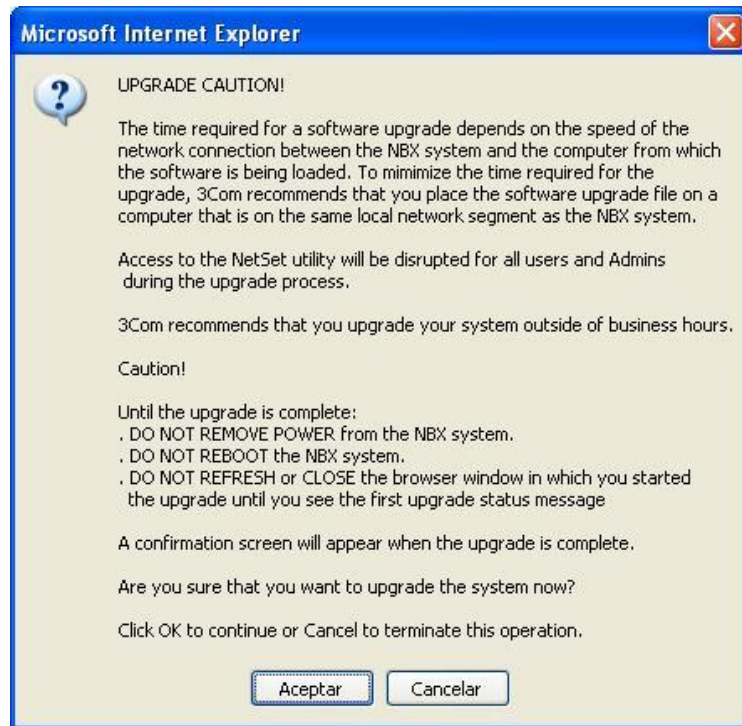 Microsoft Internet Explorer
UPGRADE CAUTION!
The time required for a software upgrade depends on the speed of the
network connection between the NBX system and the computer from which
the software is being loaded. To mimimize the time required for the
upgrade, 3Com recommends that you place the software upgrade file on a
computer that is on the same local network segment as the NBX system.
Access to the NetSet utility will be disrupted for all users and Admins
during the upgrade process.
3Com recommends that you upgrade your system outside of business hours.
Caution!
Until the upgrade is complete:
. DO NOT REMOVE POWER from the NBX system.
. DO NOT REBOOT the NBX system.
. DO NOT REFRESH or CLOSE the browser window in which you started
the upgrade until you see the first upgrade status message
A confirmation screen will appear when the upgrade is complete.
Are you sure that you want to upgrade the system now?
Click OK to continue or Cancel to terminate this operation.
Aceptar Cancelar